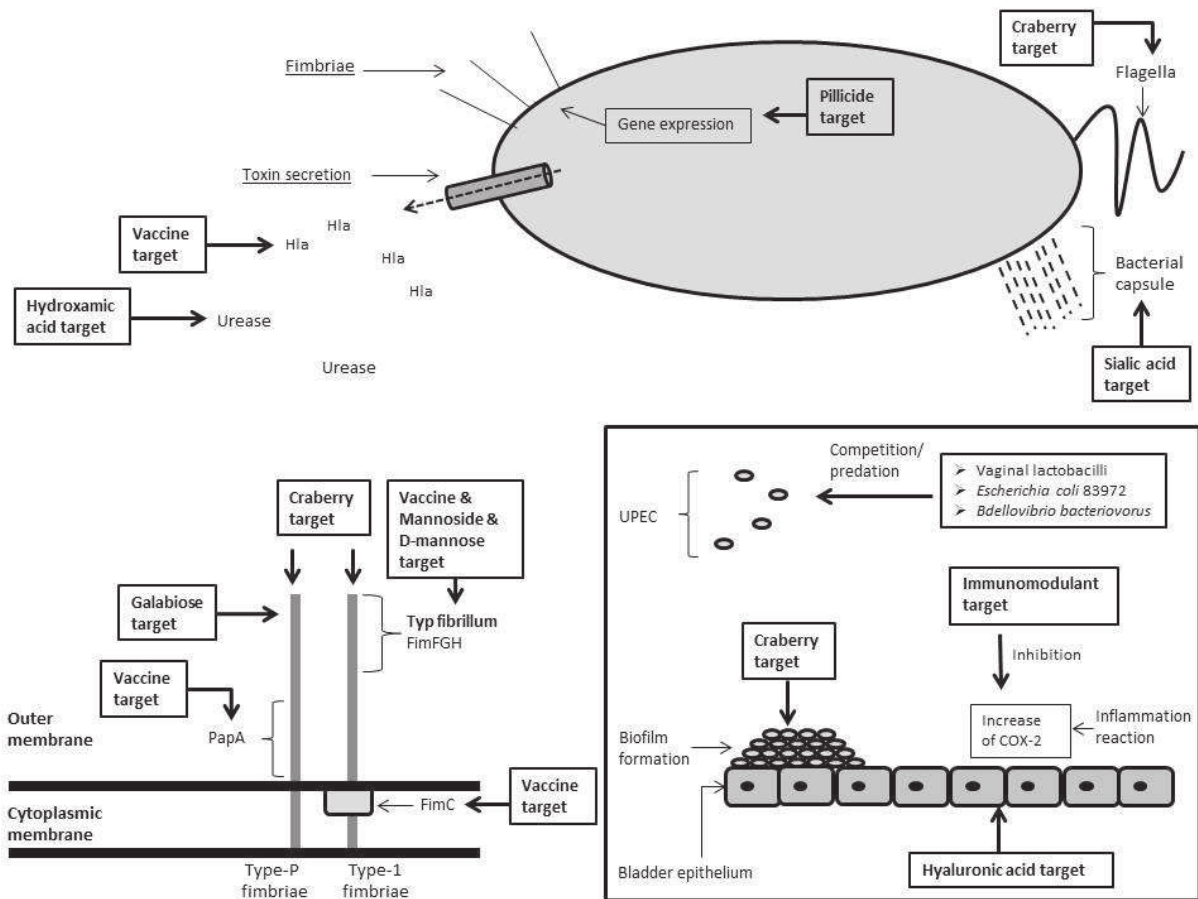 Craberry
target
Flagella
Fimbriae
Gene expression
Pillicide
target
Toxin secretion
Hla
Vaccine
target
Hla
Hla
Hla
Hydroxamic
acid target
Urease
Urease
Bacterial
capsule
Sialic acid
target
Craberry
target
Vaccine &
Mannoside &
D-mannose
target
Galabiose
target
Typ fibrillum
FimFGH
Vaccine
target
PapA
Outer
membrane
FimC
Vaccine
target
Cytoplasmic
membrane
Type-P
fimbriae
Type-1
fimbriae
Competition/
predation
➢ Vaginal lactobacilli
➢ Escherichia coli 83972
➢ Bdellovibrio bacteriovorus
UPEC
Immunomodulant
target
Craberry
target
Inhibition
Increase
of COX-2
Inflammation
reaction
Biofilm
formation
Bladder epithelium
Hyaluronic acid target